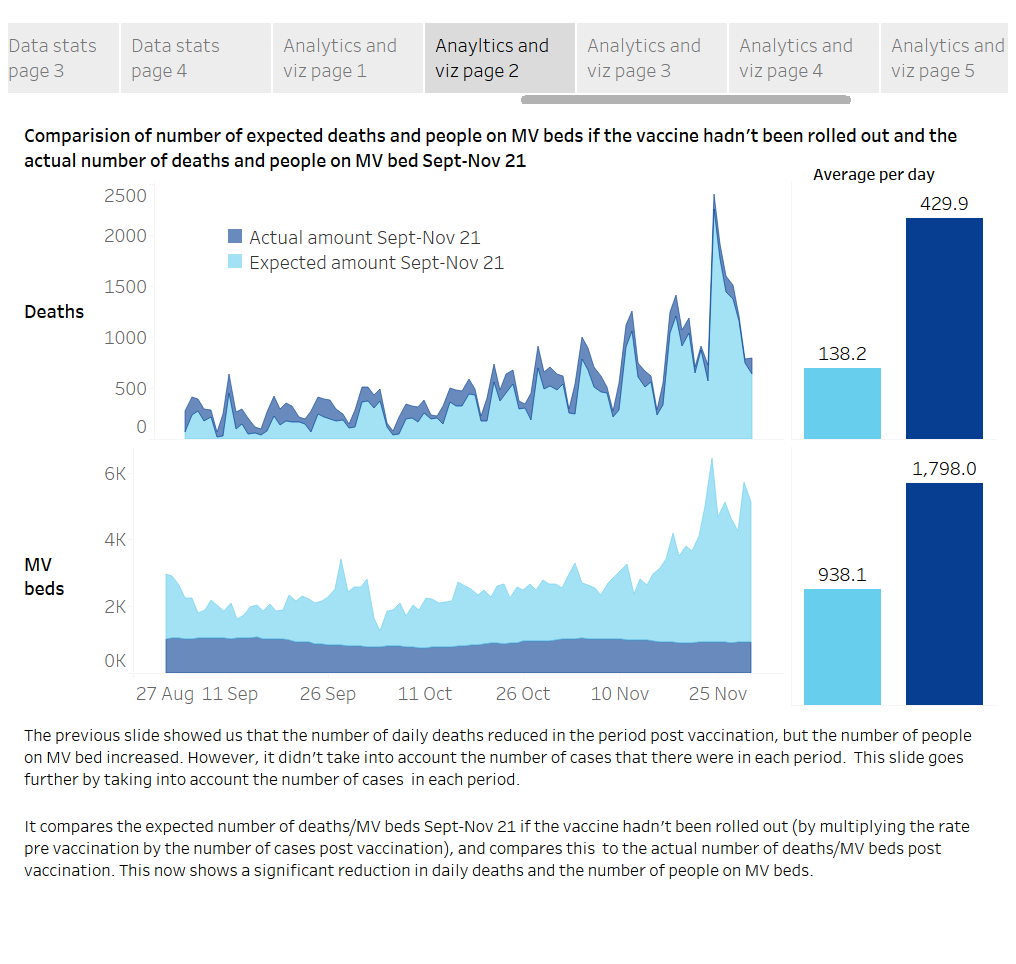 Data stats
page 3
Data stats
page 4
Analytics and
viz page 1
Anayltics and
viz page 2
Analytics and
viz page 3
Analytics and
viz page 4
Analytics and
viz page 5
Comparision of number of expected deaths and people on MV beds if the vaccine hadn't been rolled out and the
actual number of deaths and people on MV bed Sept-Nov 21
Average per day
2500
2000
1500
1000
500
0
Deaths
Actual amount Sept-Nov 21
Expected amount Sept-Nov 21
138.2
429.9
6K
4K
2K
0K
MV
beds
938.1
1,798.0
27 Aug
11 Sep
26 Sep
11 Oct
26 Oct
10 Nov
25 Nov
The previous slide showed us that the number of daily deaths reduced in the period post vaccination, but the number of people
on MV bed increased. However, it didn't take into account the number of cases that there were in each period.  This slide goes
further by taking into account the number of cases  in each period.
It compares the expected number of deaths/MV beds Sept-Nov 21 if the vaccine hadn't been rolled out (by multiplying the rate
pre vaccination by the number of cases post vaccination), and compares this  to the actual number of deaths/MV beds post
vaccination. This now shows a significant reduction in daily deaths and the number of people on MV beds.